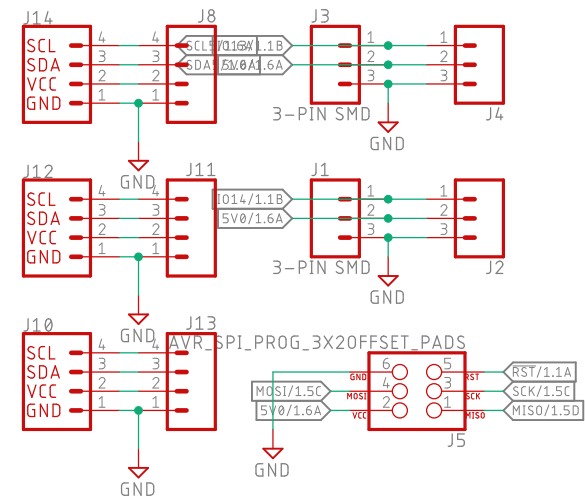 J14
J8
J3
SCL
4
4
1
1
SDA
3
3
2
2
VCC
2
2
3
3
GND
1
1
3-PIN SMD
J4
GND
GND
J12
J11
J1
SCL
4
4
IO14/1.1B
1
1
SDA
3
3
5V0/1.6A
2
2
VCC
2
2
3
3
GND
1
1
3-PIN SMD
J2
GND
GND
J10
J13
AVR_SPI_PROG_3X2OFFSET_PADS
SCL
4
4
SDA
3
3
GND
6
5
RST
RST/1.1A
VCC
2
2
MOSI/1.5C
MOSI
4
3
SCK
SCK/1.5C
GND
1
1
5V0/1.6A
VCC
2
1
MISO
MISO/1.5D
J5
GND
GND